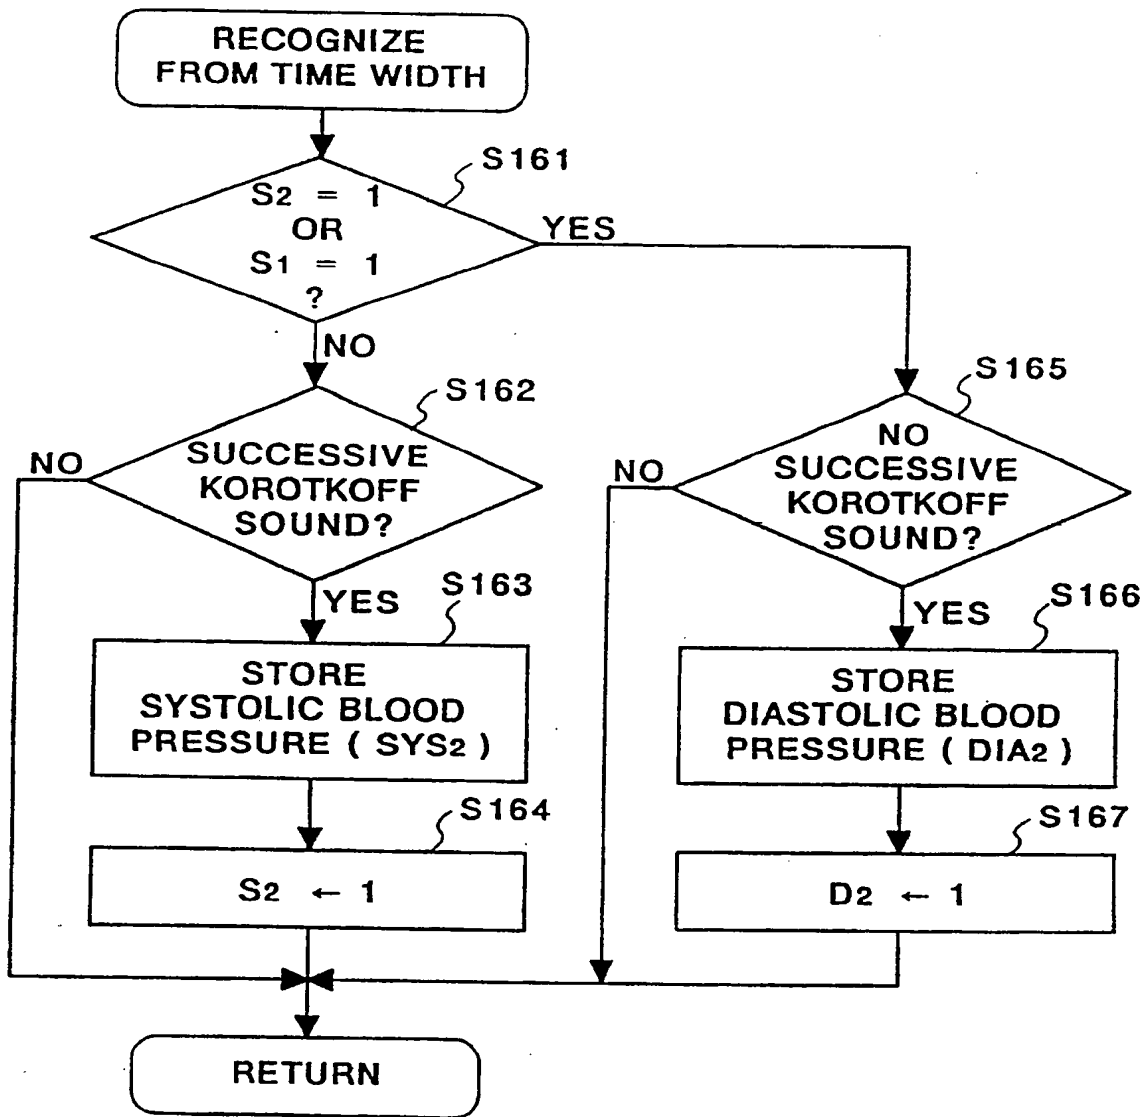 RECOGNIZE
FROM TIME WIDTH
S161
S2 = 1
OR
S1 = 1
?
YES
NO
S162
SUCCESSIVE
KOROTKOFF
SOUND?
NO
YES
S163
STORE
SYSTOLIC BLOOD
PRESSURE ( SYS2 )
S164
S2 ← 1
S165
NO
SUCCESSIVE
KOROTKOFF
SOUND?
NO
YES
S166
STORE
DIASTOLIC BLOOD
PRESSURE ( DIA2 )
S167
D2 ← 1
RETURN